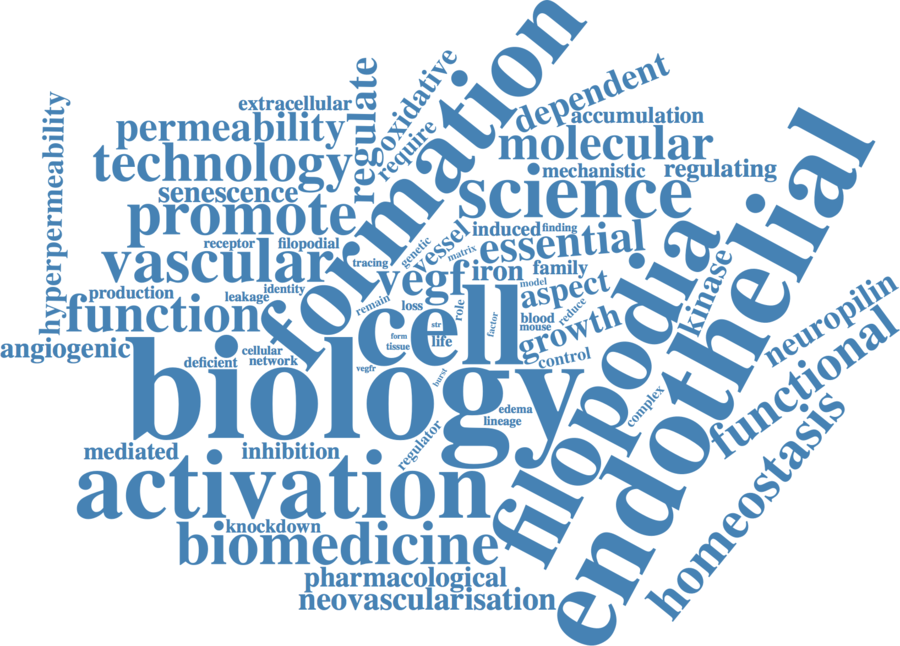 formation
oxidative
regulate
require
dependent
accumulation
extracellular
permeability
technology
senescence
promote
hyperpermeability
molecular
mechanistic
regulating
science
endothelial
receptor
filopodial
vascular
tracing
genetic
vessel
matrix
induced
finding
essential
vegf
iron
family
model
aspect
reduce
identity
production
leakage
function
remain
loss
role
factor
blood
mouse
growth
control
kinase
filopodia
neuropilin
functional
homeostasis
angiogenic
deficient
cellular
network
cell
str
form
tissue
life
vegfr
burst
biology
edema
lineage
complex
regulator
mediated
inhibition
activation
knockdown
biomedicine
pharmacological
neovascularisation